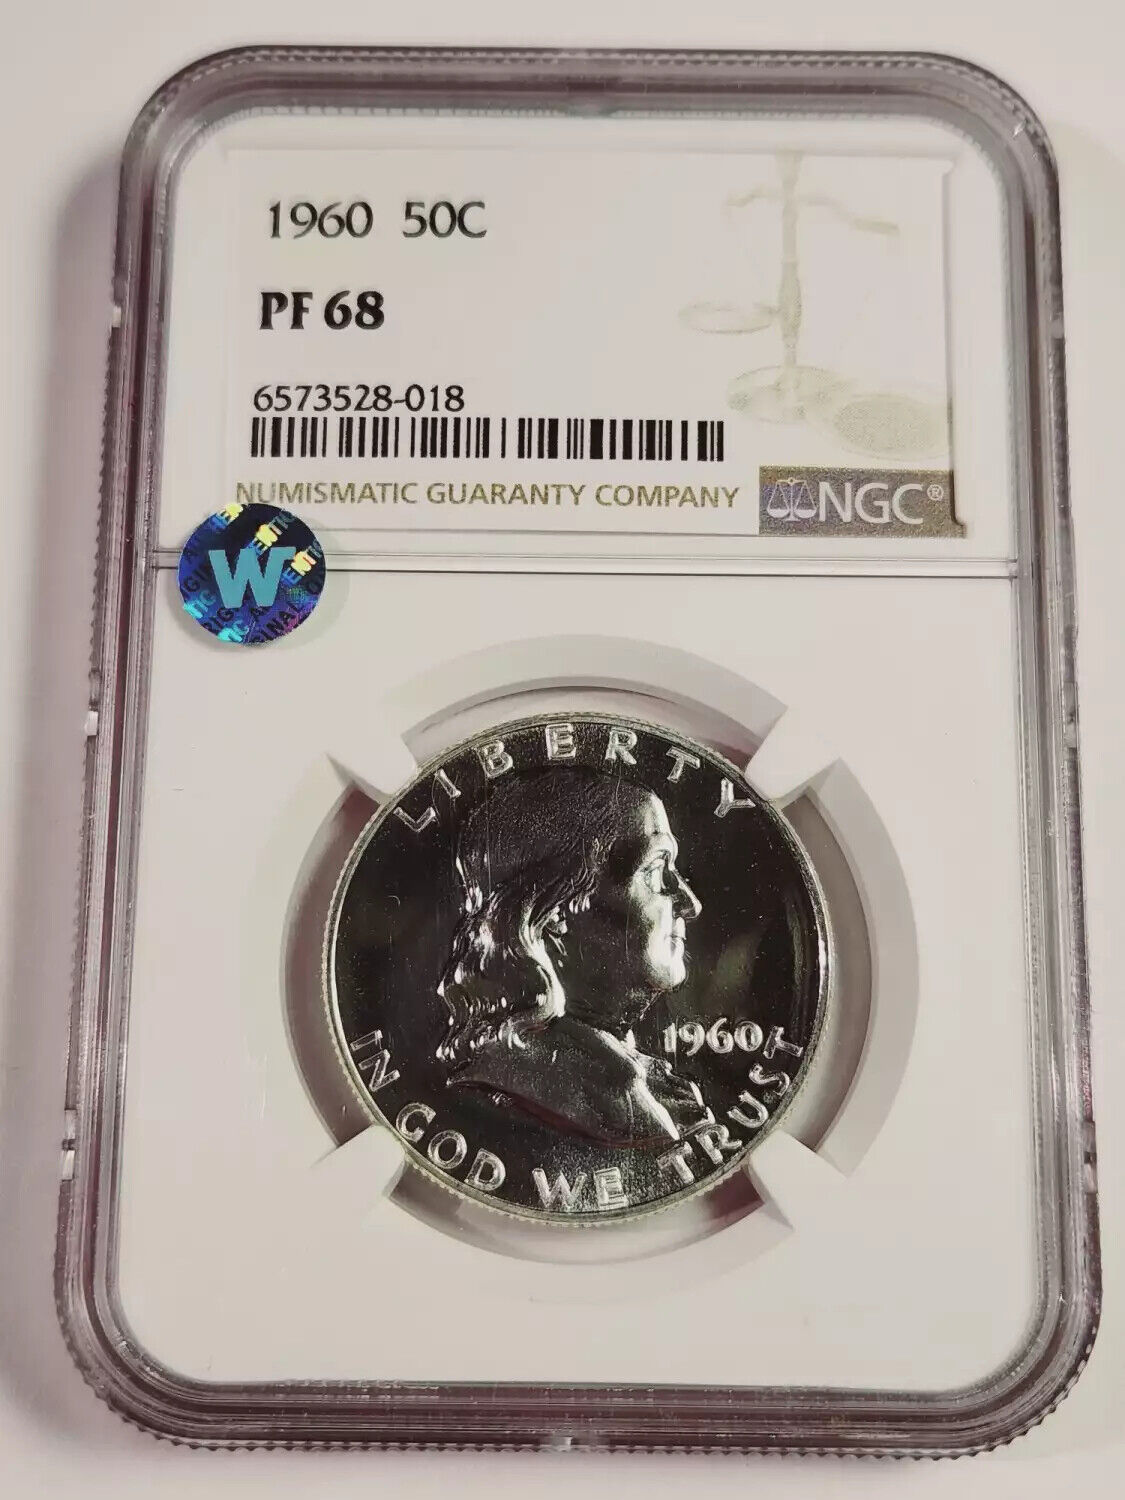 1960 50C
PF 68
6573528-018
NUMISMATIC GUARANTY COMPANY
NGC®
W
LIBERTY
1960
IN GOD WE TRUST